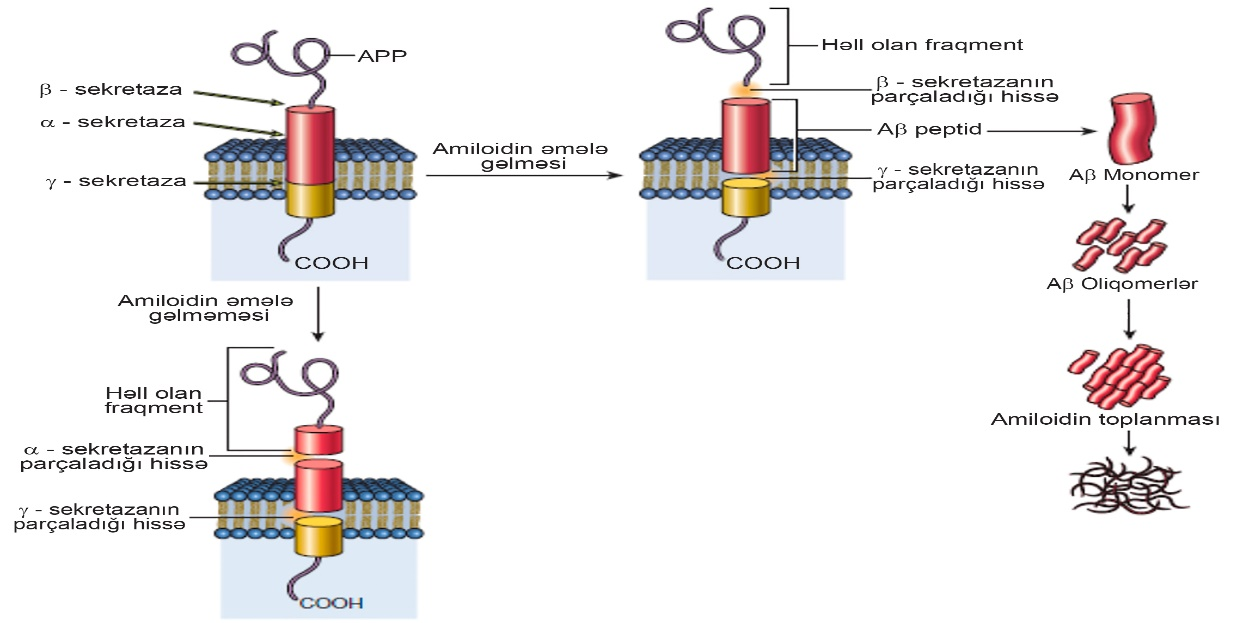 APP
β - sekretaza
α - sekretaza
γ - sekretaza
COOH
Amiloidin əmələ
gəlməsi
Həll olan fraqment
β - sekretazanın
parçaladığı hissə
Aβ peptid
γ - sekretazanın
parçaladığı hissə
COOH
Aβ Monomer
Aβ Oliqomerlər
Amiloidin toplanması
Amiloidin əmələ
gəlməməsi
Həll olan
fraqment
α - sekretazanın
parçaladığı hissə
γ - sekretazanın
parçaladığı hissə
COOH